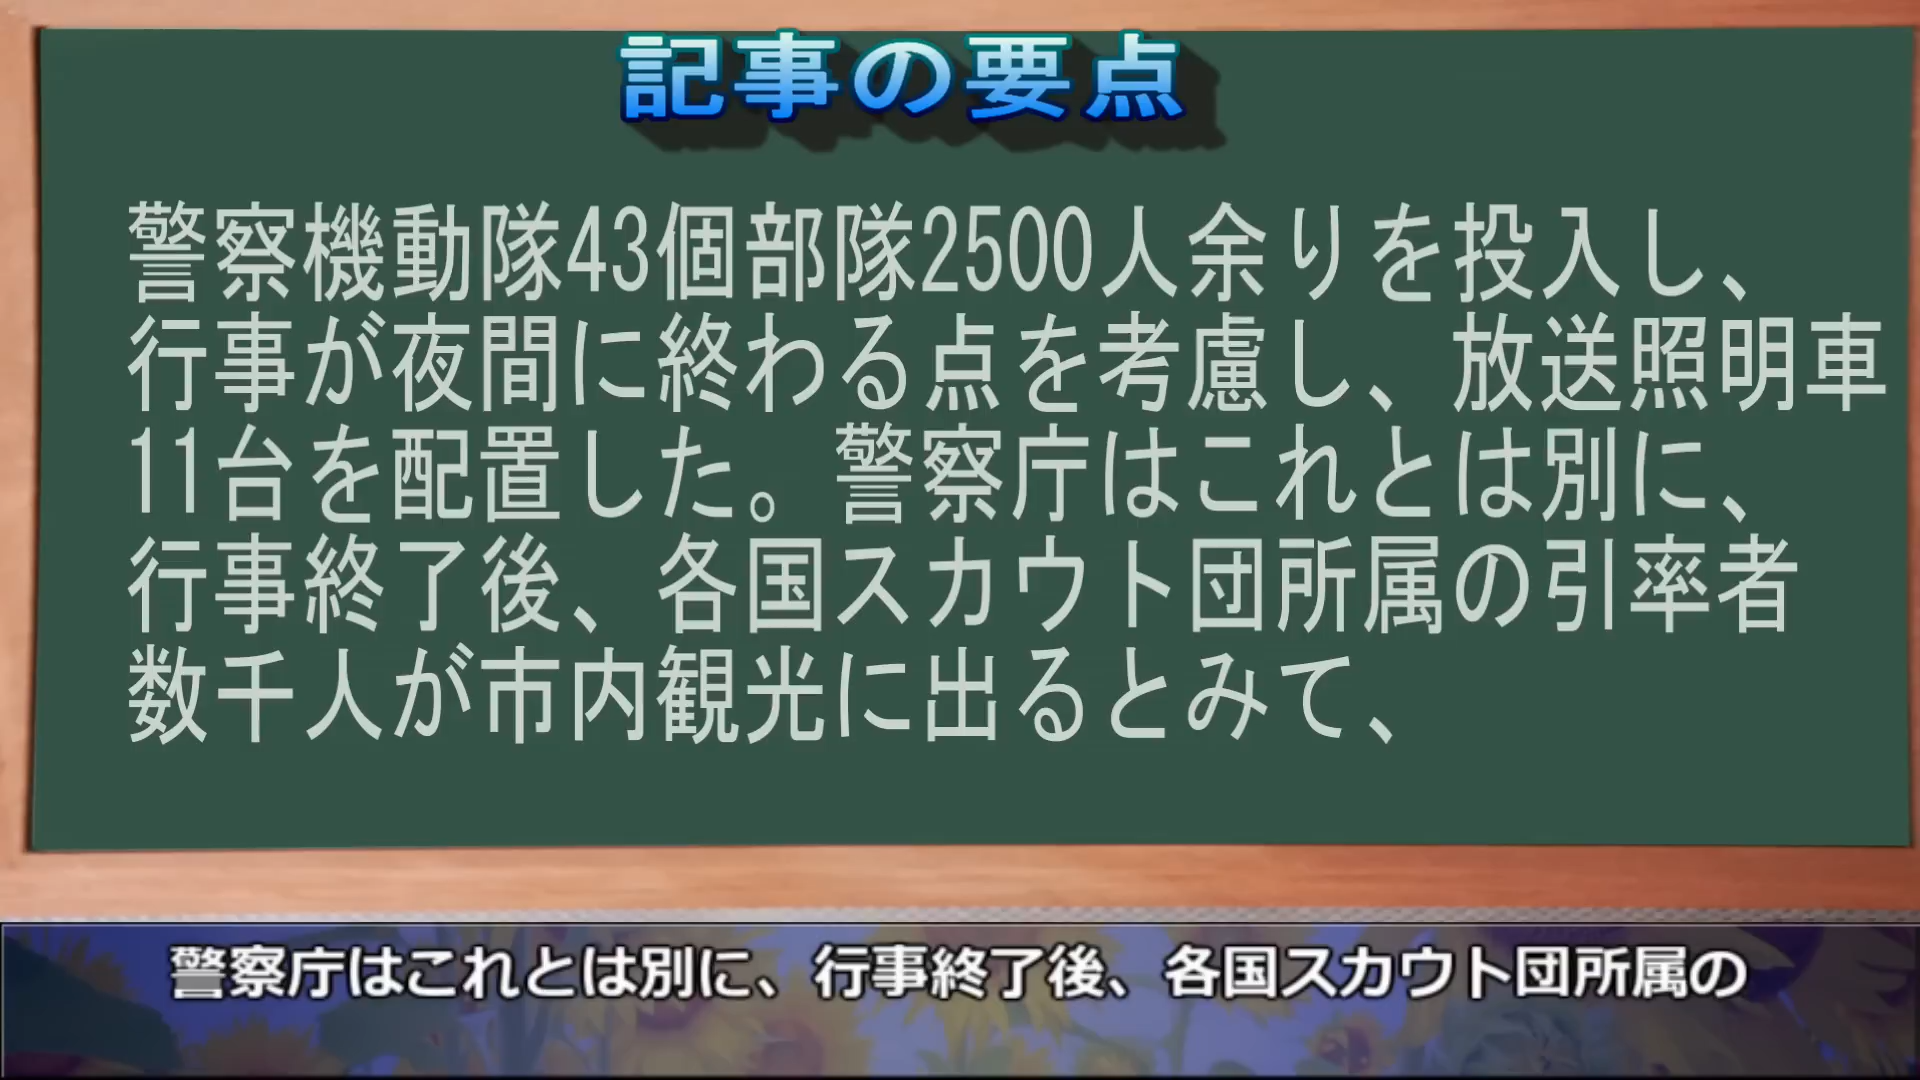 記事の要点
警察機動隊43個部隊2500人余りを投入し、
行事が夜間に終わる点を考慮し、放送照明車
11台を配置した。警察庁はこれとは別に、
行事終了後、各国スカウト団所属の引率者
数千人が市内観光に出るとみて、
警察庁はこれとは別に、行事終了後、各国スカウト団所属の